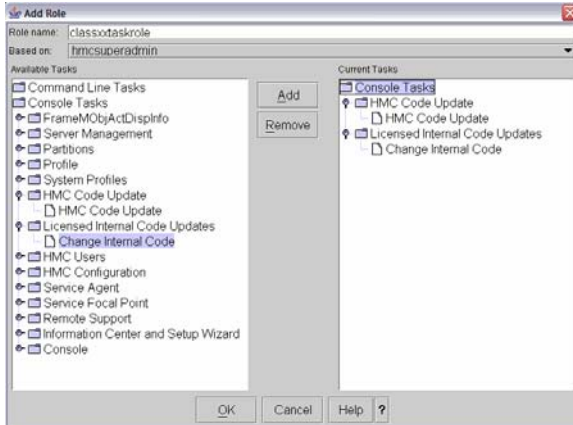 Add Role
Role name: classxxtaskrole
Based on: hmcsuperadmin
Available Tasks
Command Line Tasks
Console Tasks
FrameMObjActDispInfo
Server Management
Partitions
Profile
System Profiles
HMC Code Update
HMC Code Update
Licensed Internal Code Updates
Change Internal Code
HMC Users
HMC Configuration
Service Agent
Service Focal Point
Remote Support
Information Center and Setup Wizard
Console
Add
Remove
Current Tasks
Console Tasks
HMC Code Update
HMC Code Update
Licensed Internal Code Updates
Change Internal Code
OK Cancel Help ?